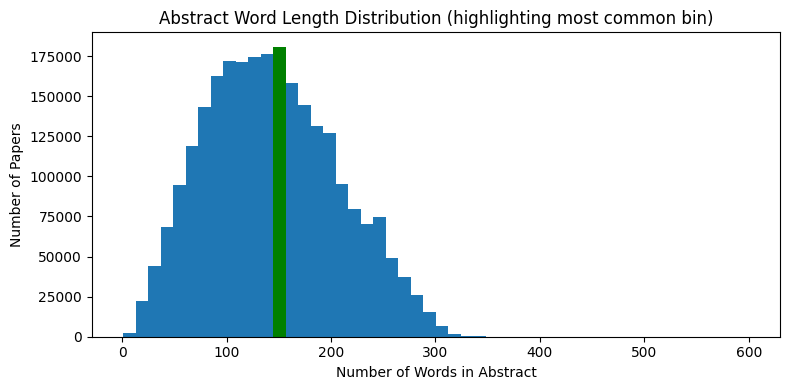 Abstract Word Length Distribution (highlighting most common bin)
175000
150000
125000
100000
75000
50000
25000
0
Number of Papers
0 100 200 300 400 500 600
Number of Words in Abstract